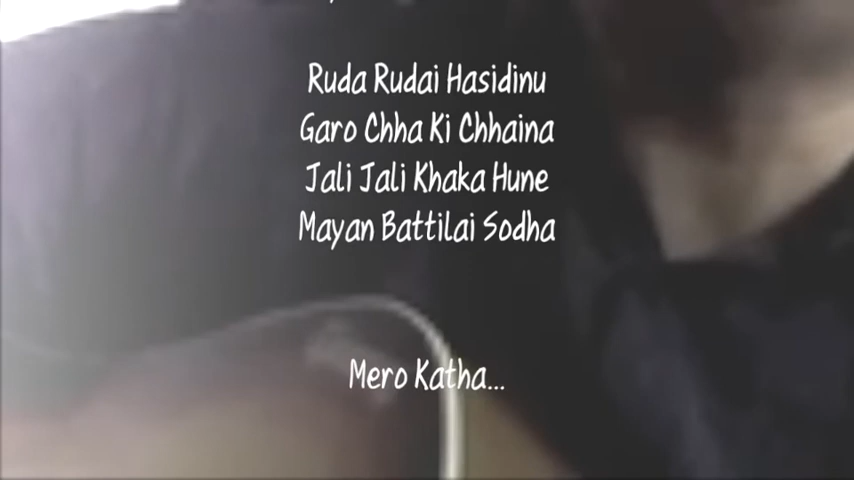 Ruda Rudai Hasidinu
Garo Chha Ki Chhaina
Jali Jali Khaka Hune
Mayan Battilai Sodha
Mero Katha...